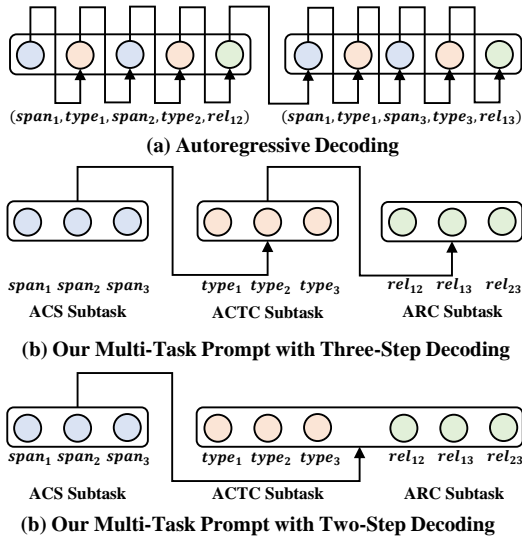 (span₁, type₁, span₂, type₂, rel₁₂) (span₁, type₁, span₃, type₃, rel₁₃)
(a) Autoregressive Decoding
span₁ span₂ span₃ type₁ type₂ type₃ rel₁₂ rel₁₃ rel₂₃
ACS Subtask ACTC Subtask ARC Subtask
(b) Our Multi-Task Prompt with Three-Step Decoding
span₁ span₂ span₃ type₁ type₂ type₃ rel₁₂ rel₁₃ rel₂₃
ACS Subtask ACTC Subtask ARC Subtask
(b) Our Multi-Task Prompt with Two-Step Decoding